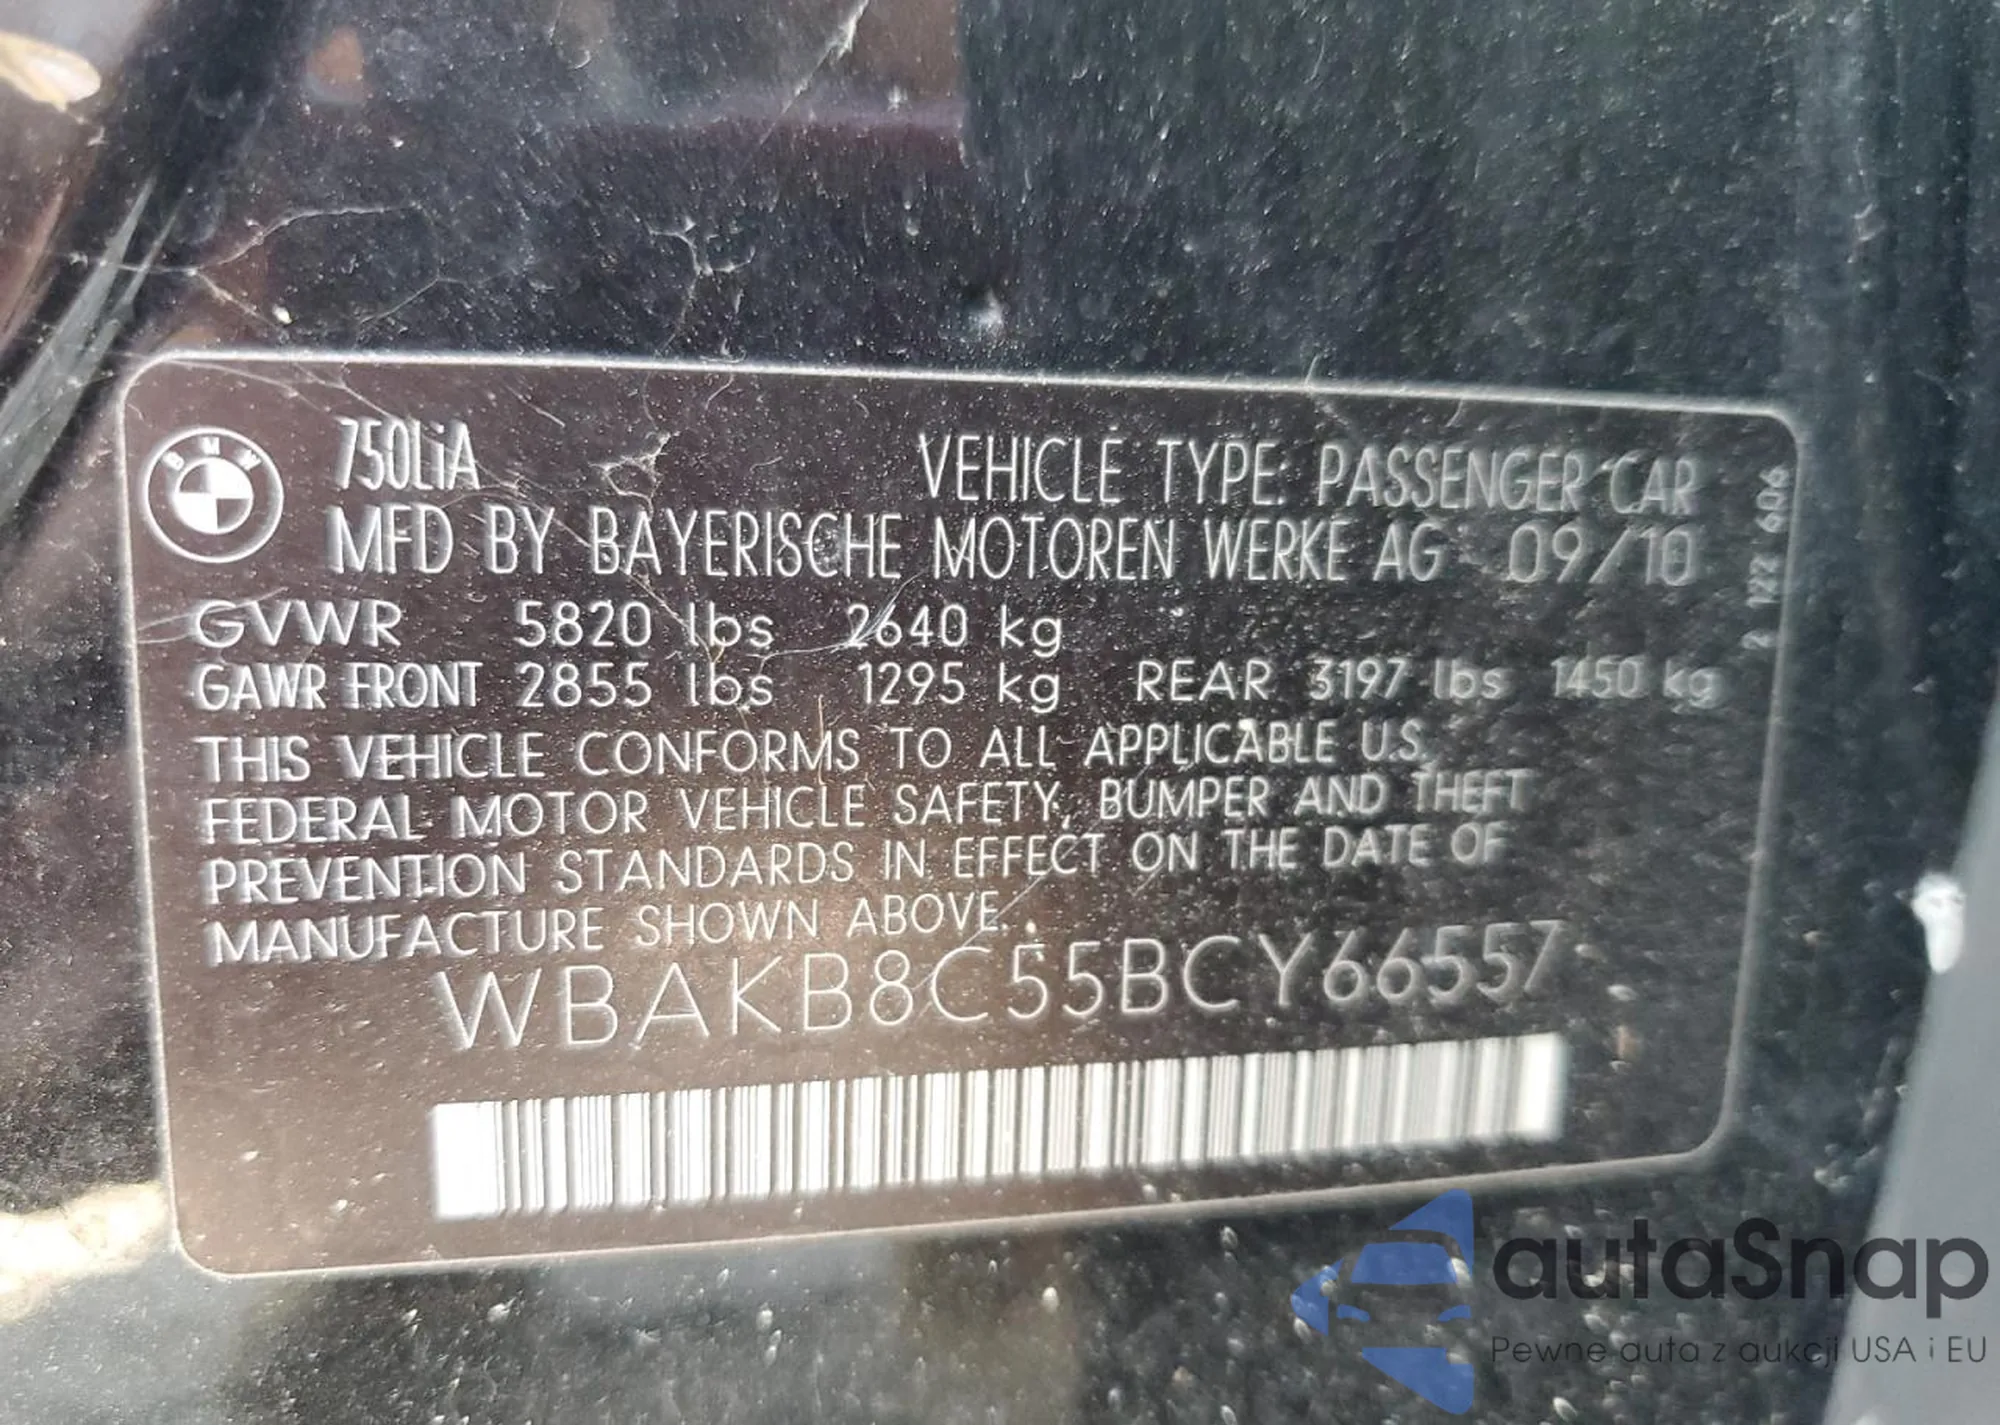 BMW
750LiA
VEHICLE TYPE: PASSENGER CAR
MFD BY BAYERISCHE MOTOREN WERKE AG 09/10
GVWR 5820 lbs 2640 kg
GAWR FRONT 2855 lbs 1295 kg REAR 3197 lbs 1450 kg
THIS VEHICLE CONFORMS TO ALL APPLICABLE U.S.
FEDERAL MOTOR VEHICLE SAFETY, BUMPER AND THEFT
PREVENTION STANDARDS IN EFFECT ON THE DATE OF
MANUFACTURE SHOWN ABOVE.
WBAKB8C55BCY66557
autaSnap
Pewne auta z aukcji USA i EU